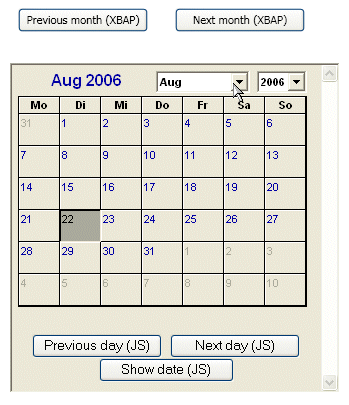 Previous month (XBAP) Next month (XBAP)
Aug 2006 Aug 2006
Mo Di Mi Do Fr Sa So
31 1 2 3 4 5 6
7 8 9 10 11 12 13
14 15 16 17 18 19 20
21 22 23 24 25 26 27
28 29 30 31 1 2 3
4 5 6 7 8 9 10
Previous day (JS) Next day (JS)
Show date (JS)